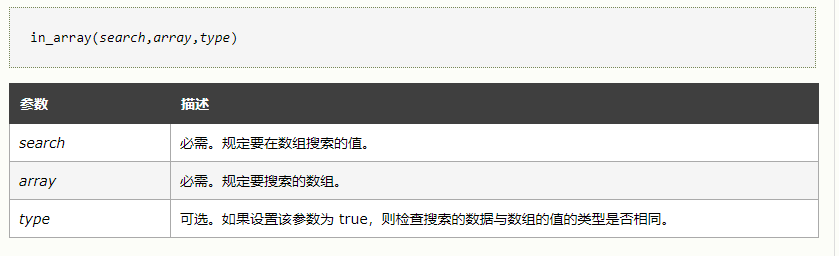 in_array(search,array,type)
参数 描述
search 必需。规定要在数组搜索的值。
array 必需。规定要搜索的数组。
type 可选。如果设置该参数为 true，则检查搜索的数据与数组的值的类型是否相同。